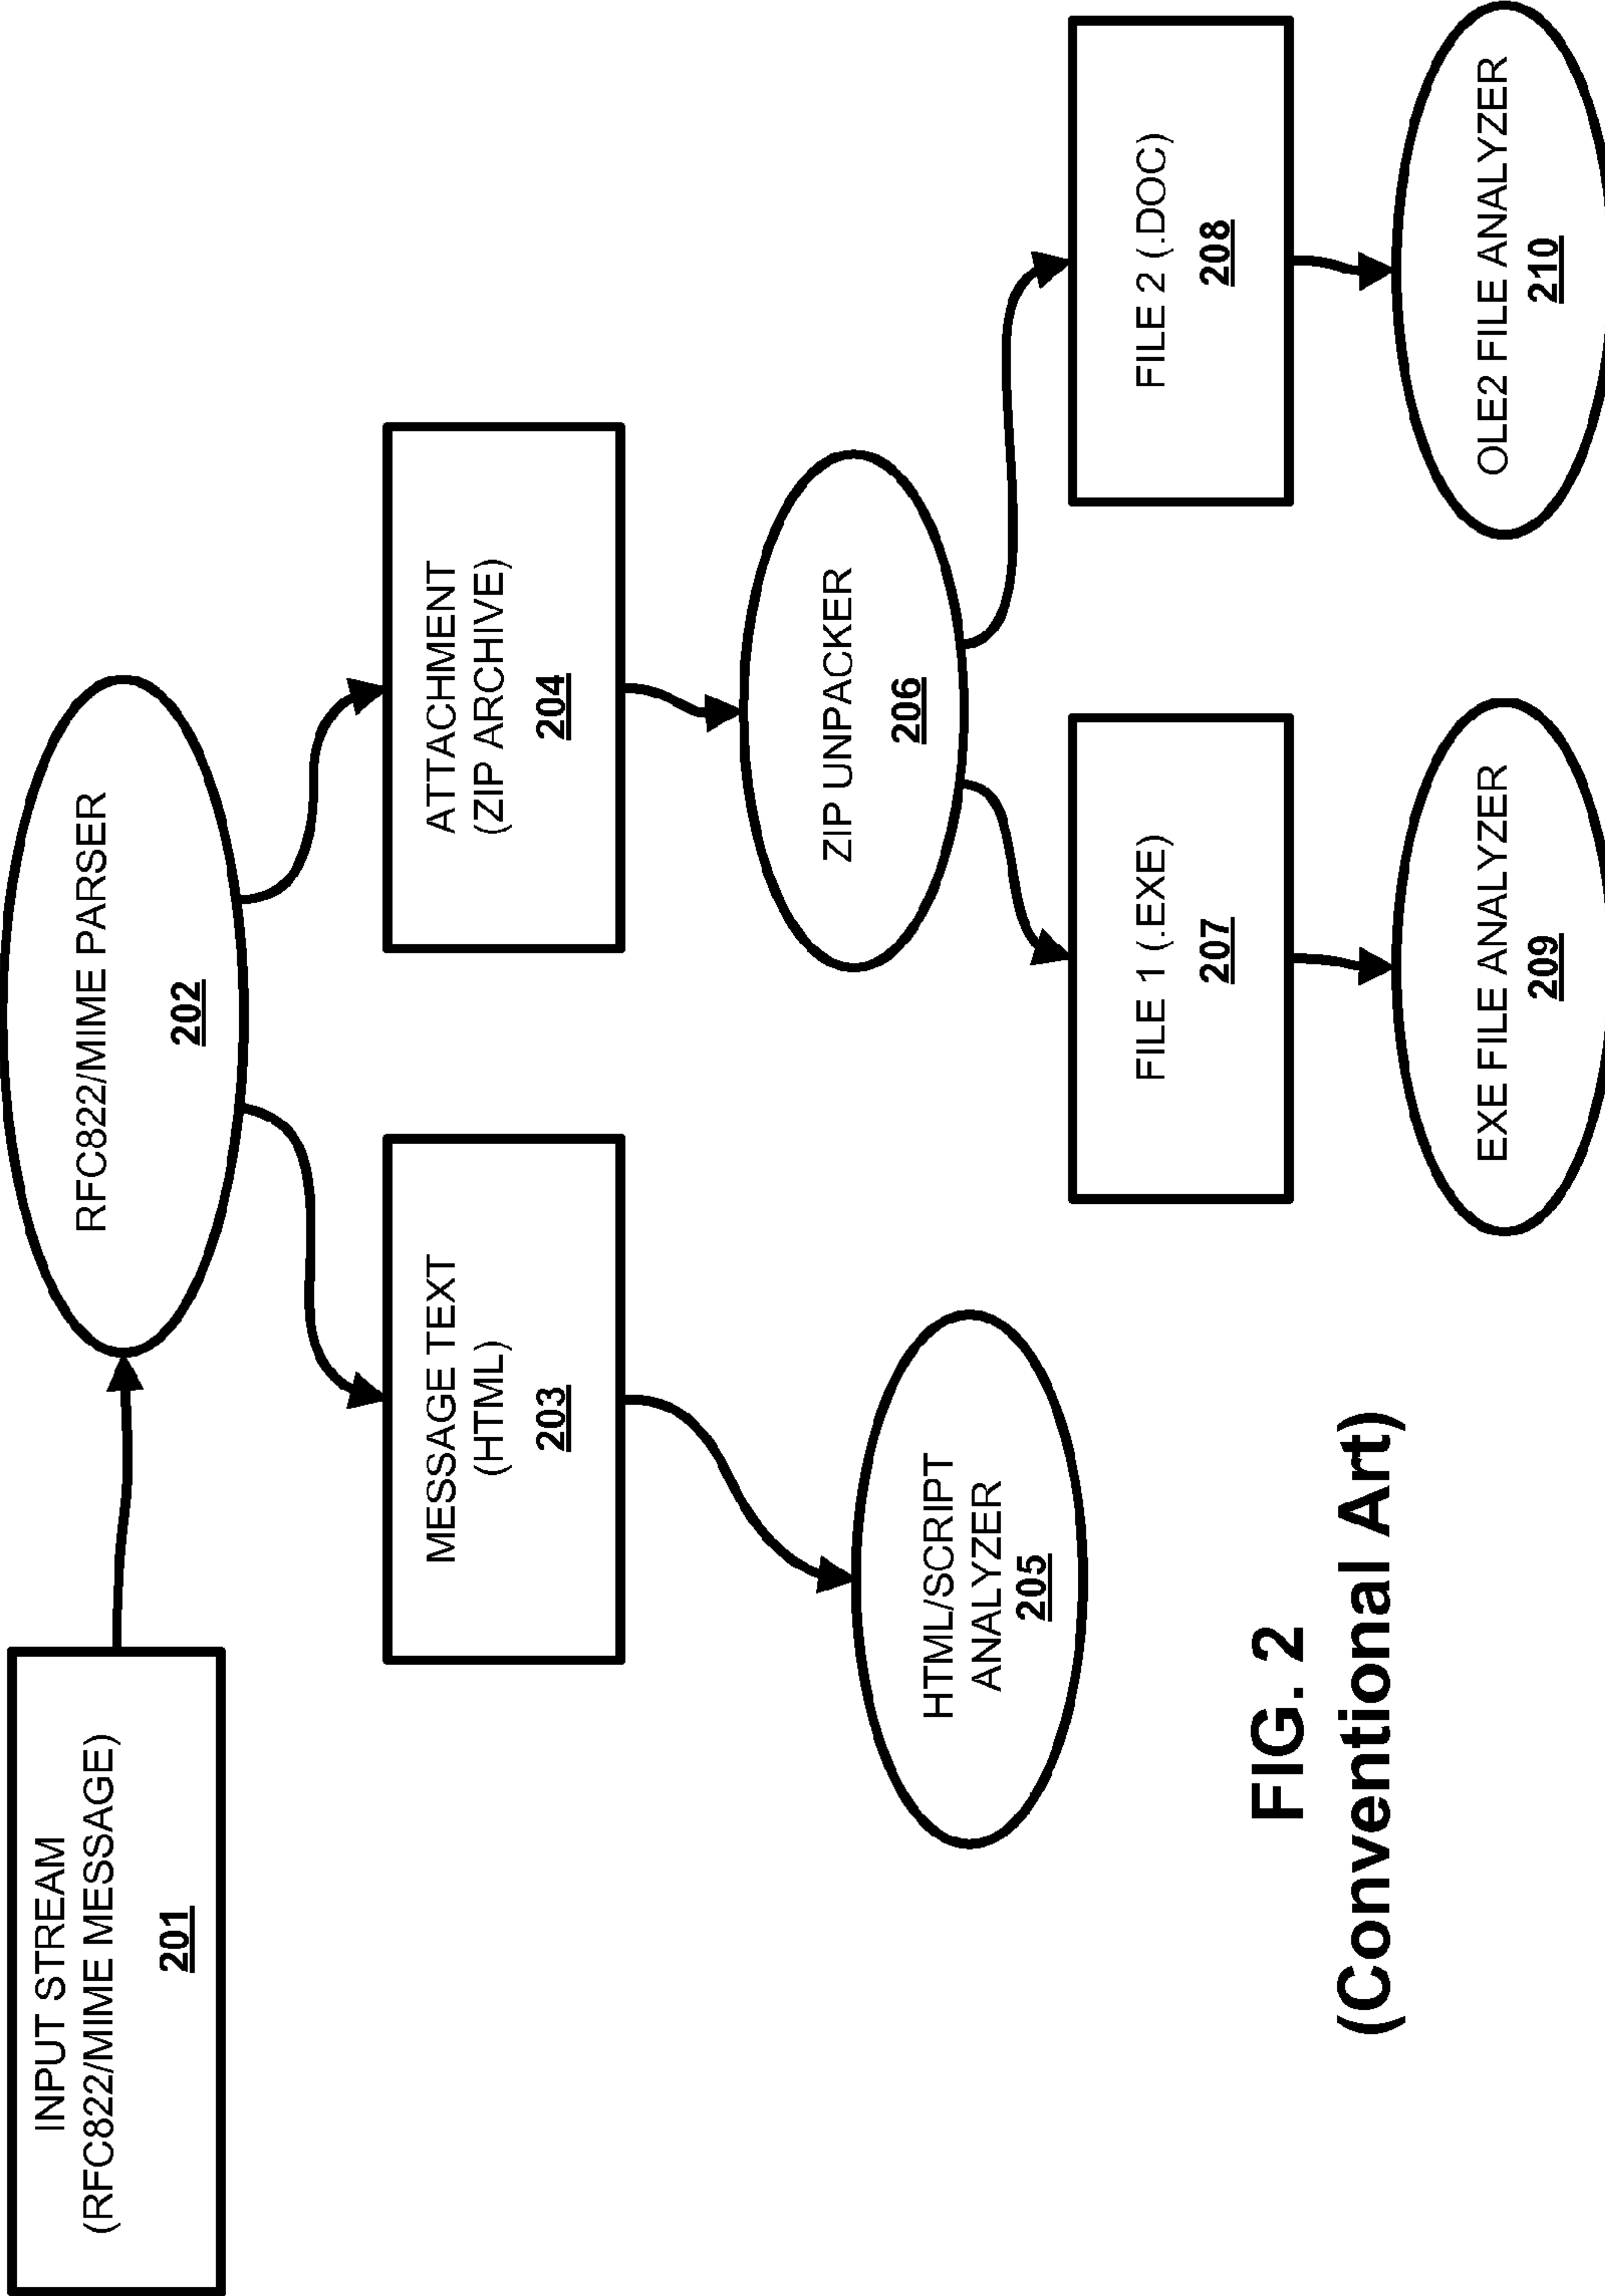 INPUT STREAM
(RFC822/MIME MESSAGE)
201
RFC822/MIME PARSER
202
MESSAGE TEXT
(HTML)
203
ATTACHMENT
(ZIP ARCHIVE)
204
HTML/SCRIPT
ANALYZER
205
ZIP UNPACKER
206
FILE 1 (.EXE)
207
FILE 2 (.DOC)
208
EXE FILE ANALYZER
209
OLE2 FILE ANALYZER
210
FIG. 2
(Conventional Art)